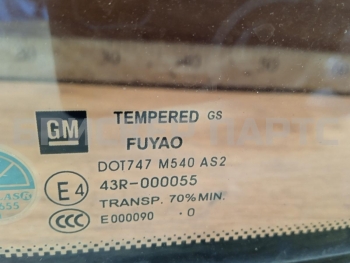 GM
TEMPERED GS
FUYAO
DOT747 M540 AS2
E4 43R-000055
TRANSP. 70% MIN.
CCC E000090 0